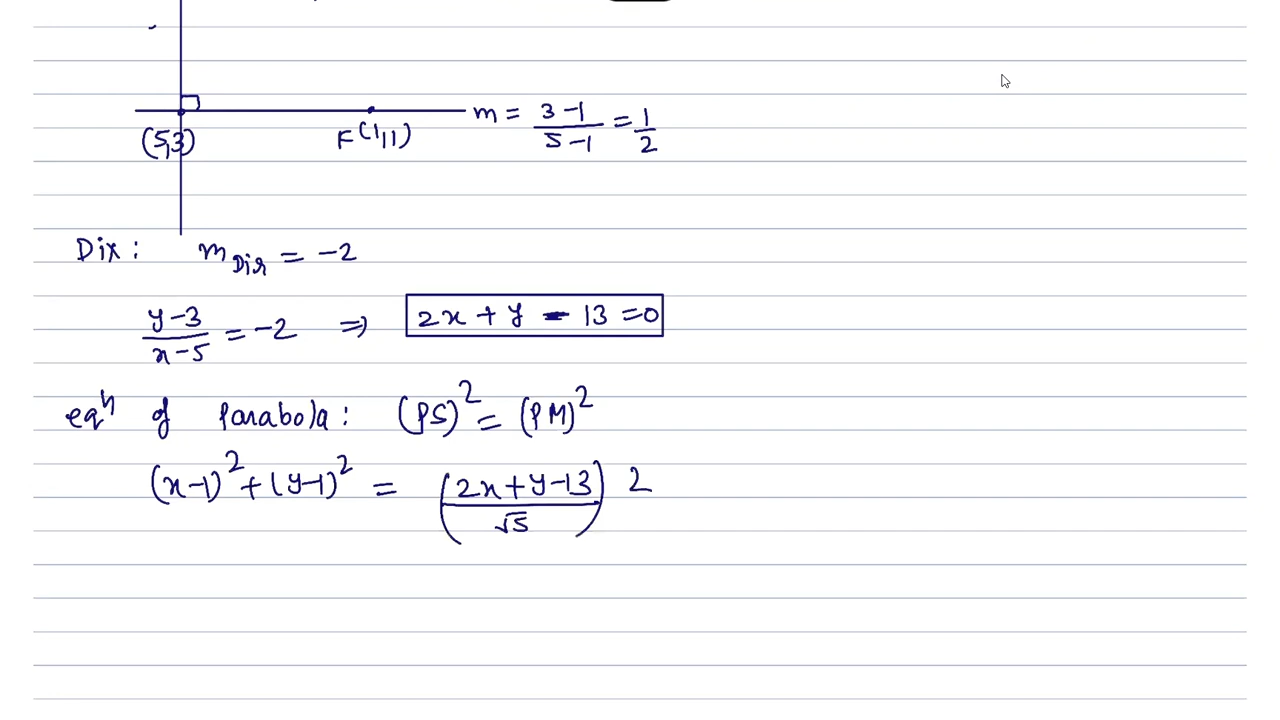 (5,3) F(1,1) m = 3-1/5-1 = 1/2
Dir: m Dir = -2
y-3/x-5 = -2 ⇒ 2x + y - 13 = 0
eqn of parabola: (PS)² = (PM)²
(x-1)² + (y-1)² = (2x+y-13/√5)²